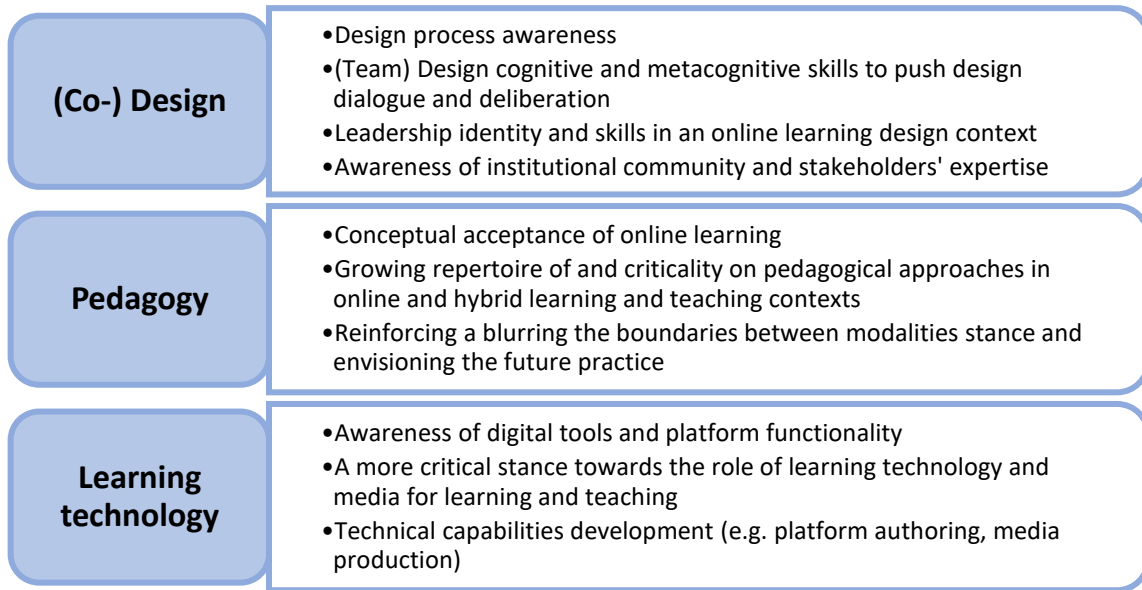 (Co-) Design
•Design process awareness
•(Team) Design cognitive and metacognitive skills to push design
dialogue and deliberation
•Leadership identity and skills in an online learning design context
•Awareness of institutional community and stakeholders' expertise
Pedagogy
•Conceptual acceptance of online learning
•Growing repertoire of and criticality on pedagogical approaches in
online and hybrid learning and teaching contexts
•Reinforcing a blurring the boundaries between modalities stance and
envisioning the future practice
Learning
technology
•Awareness of digital tools and platform functionality
•A more critical stance towards the role of learning technology and
media for learning and teaching
•Technical capabilities development (e.g. platform authoring, media
production)